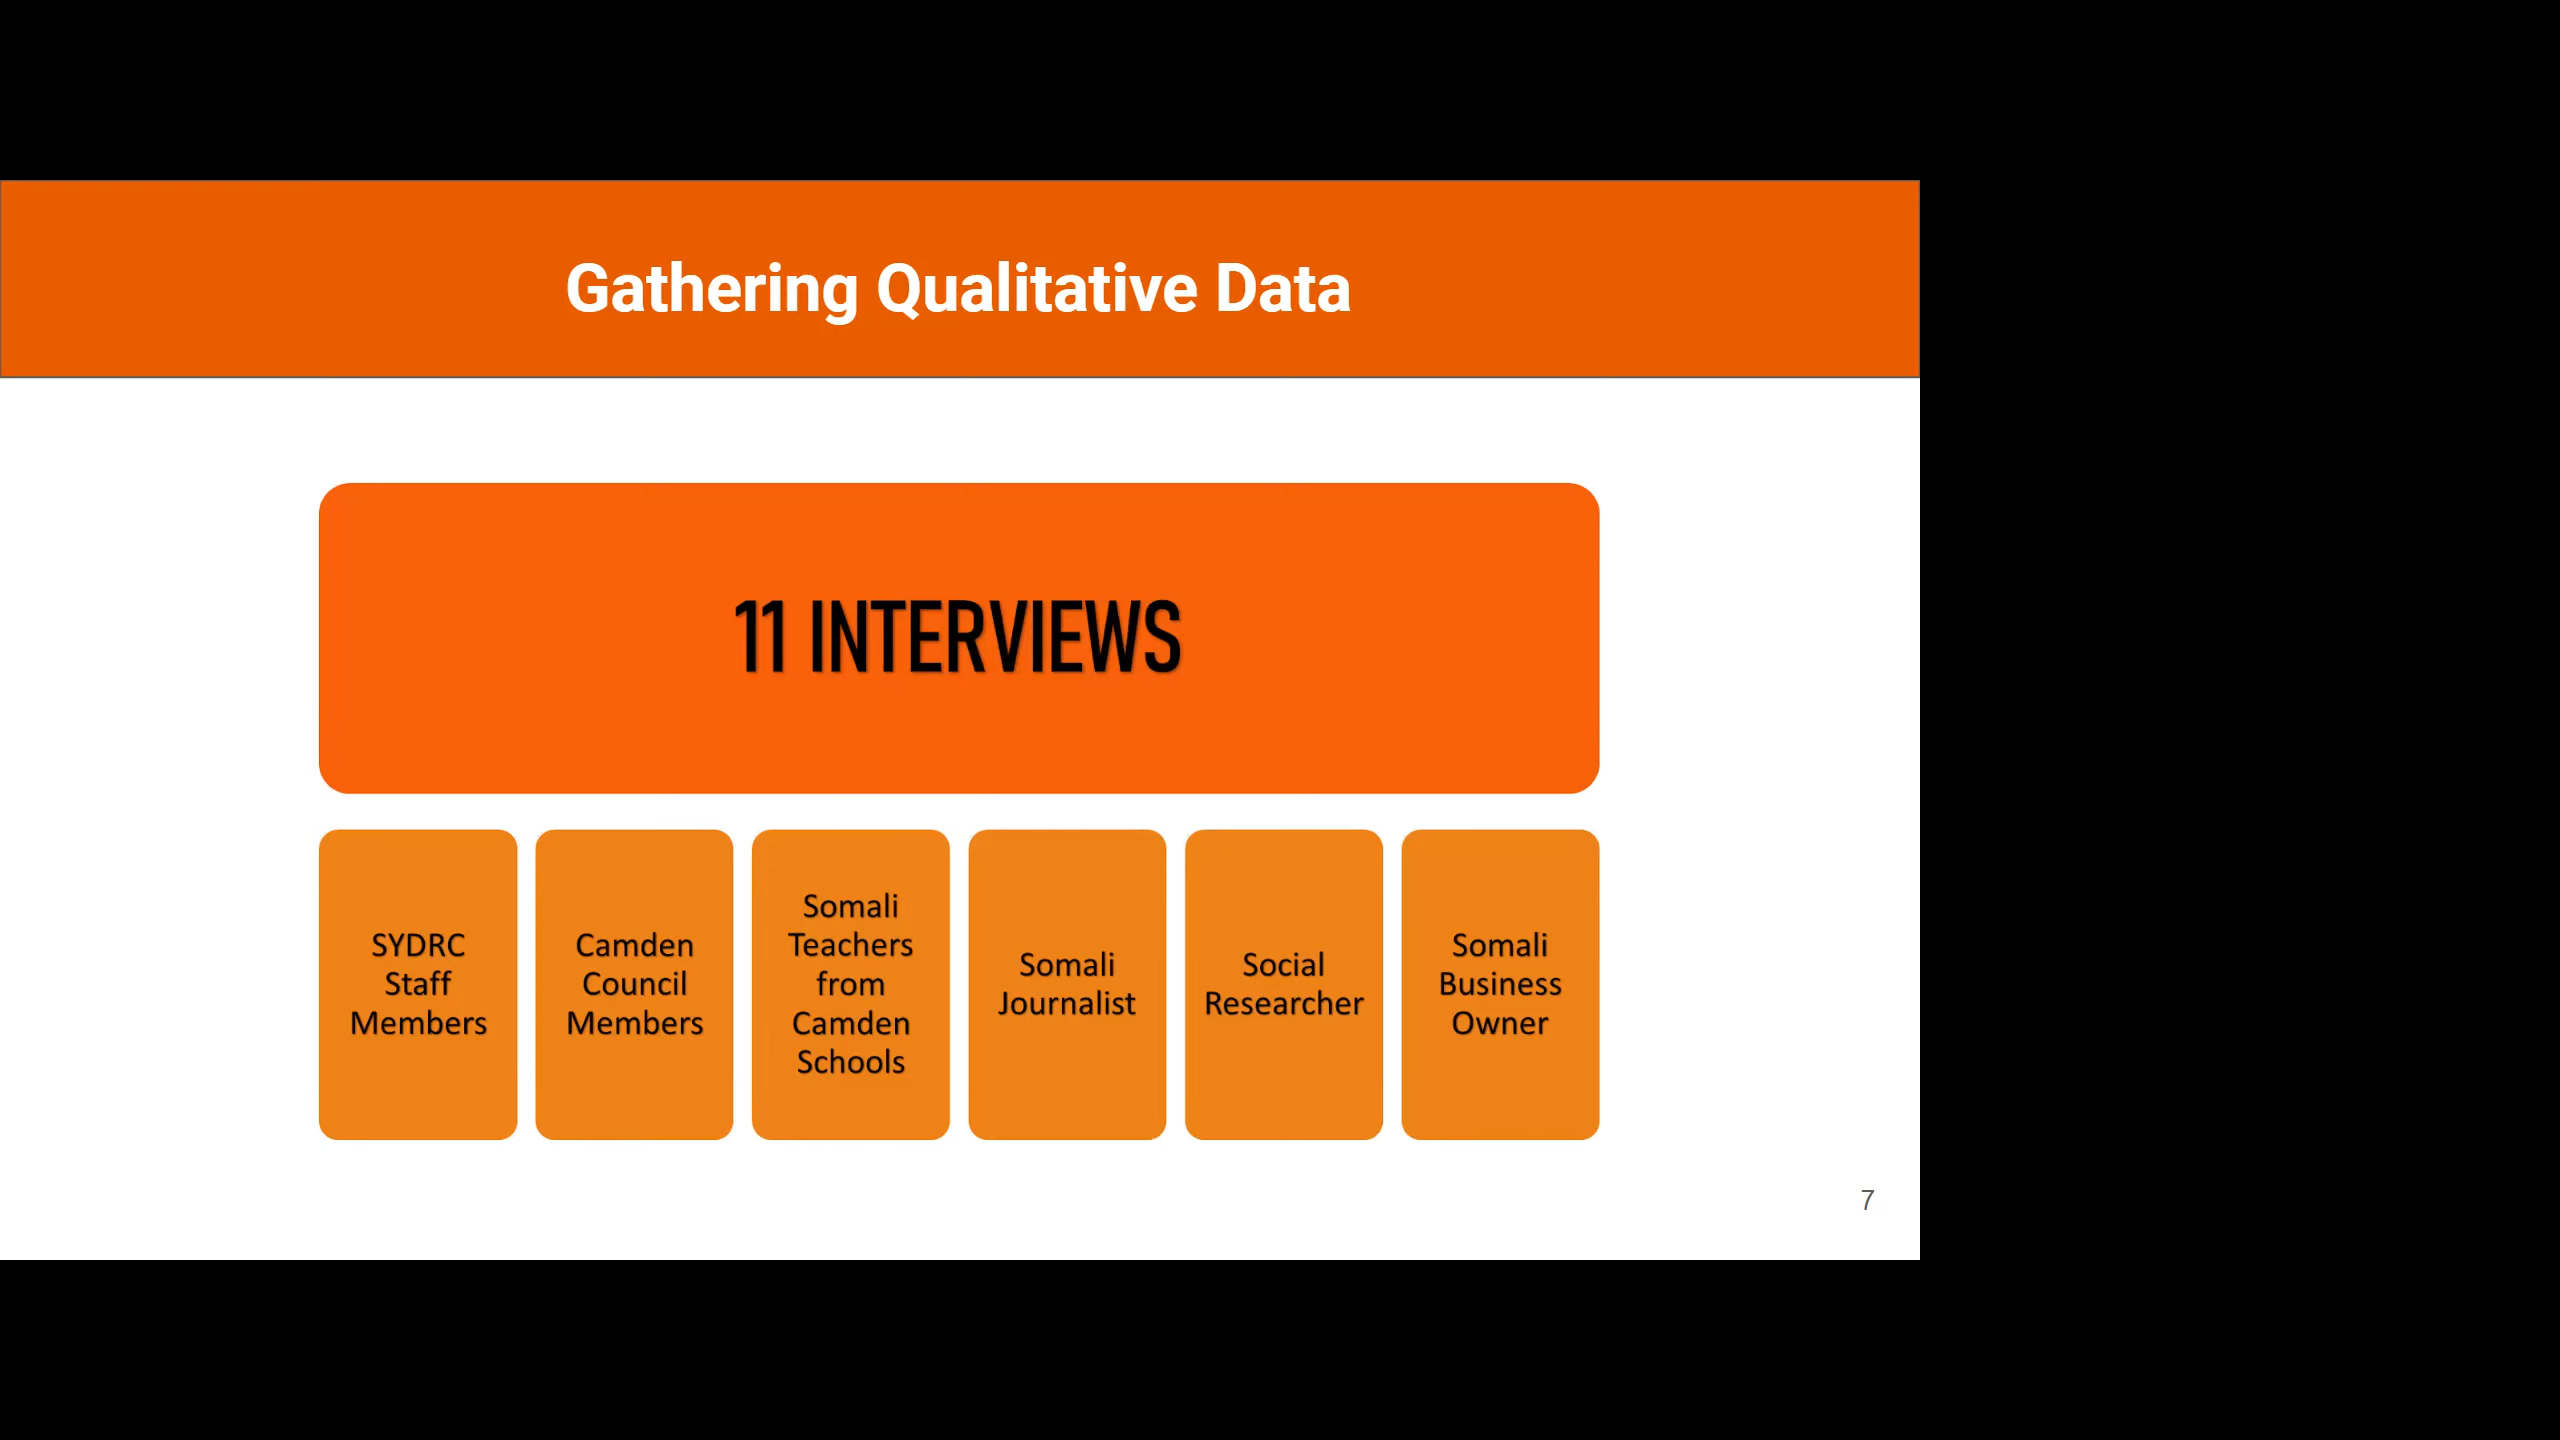 Gathering Qualitative Data
11 INTERVIEWS
SYDRC
Staff
Members
Camden
Council
Members
Somali
Teachers
from
Camden
Schools
Somali
Journalist
Social
Researcher
Somali
Business
Owner
7